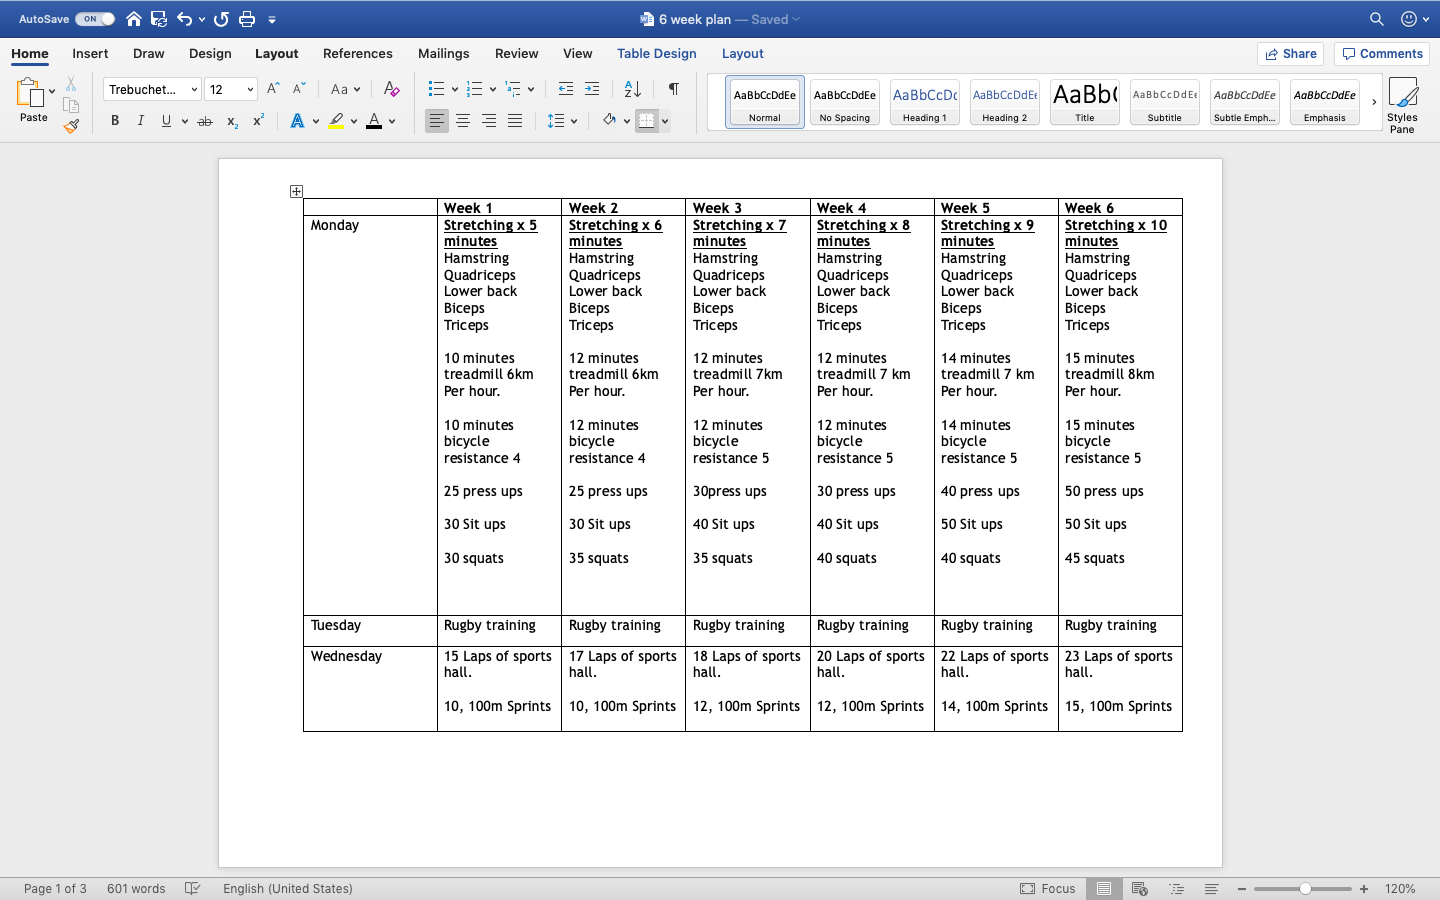 AutoSave ON 6 week plan — Saved
Home Insert Draw Design Layout References Mailings Review View Table Design Layout Share Comments
Paste Trebuchet... 12 Aa
AaBbCcDdEe AaBbCcDdEe AaBbCcDc AaBbCcDdEe AaBb( AaBbCcDdEe AaBbCcDdEe AaBbCcDdEe
Normal No Spacing Heading 1 Heading 2 Title Subtitle Subtle Emph... Emphasis
Styles
Pane
Week 1 Week 2 Week 3 Week 4 Week 5 Week 6
Monday Stretching x 5 Stretching x 6 Stretching x 7 Stretching x 8 Stretching x 9 Stretching x 10
minutes minutes minutes minutes minutes minutes
Hamstring Hamstring Hamstring Hamstring Hamstring Hamstring
Quadriceps Quadriceps Quadriceps Quadriceps Quadriceps Quadriceps
Lower back Lower back Lower back Lower back Lower back Lower back
Biceps Biceps Biceps Biceps Biceps Biceps
Triceps Triceps Triceps Triceps Triceps Triceps
10 minutes 12 minutes 12 minutes 12 minutes 14 minutes 15 minutes
treadmill 6km treadmill 6km treadmill 7km treadmill 7 km treadmill 7 km treadmill 8km
Per hour. Per hour. Per hour. Per hour. Per hour. Per hour.
10 minutes 12 minutes 12 minutes 12 minutes 14 minutes 15 minutes
bicycle bicycle bicycle bicycle bicycle bicycle
resistance 4 resistance 4 resistance 5 resistance 5 resistance 5 resistance 5
25 press ups 25 press ups 30press ups 30 press ups 40 press ups 50 press ups
30 Sit ups 30 Sit ups 40 Sit ups 40 Sit ups 50 Sit ups 50 Sit ups
30 squats 35 squats 35 squats 40 squats 40 squats 45 squats
Tuesday Rugby training Rugby training Rugby training Rugby training Rugby training Rugby training
Wednesday 15 Laps of sports 17 Laps of sports 18 Laps of sports 20 Laps of sports 22 Laps of sports 23 Laps of sports
hall. hall. hall. hall. hall. hall.
10, 100m Sprints 10, 100m Sprints 12, 100m Sprints 12, 100m Sprints 14, 100m Sprints 15, 100m Sprints
Page 1 of 3 601 words English (United States) Focus 120%